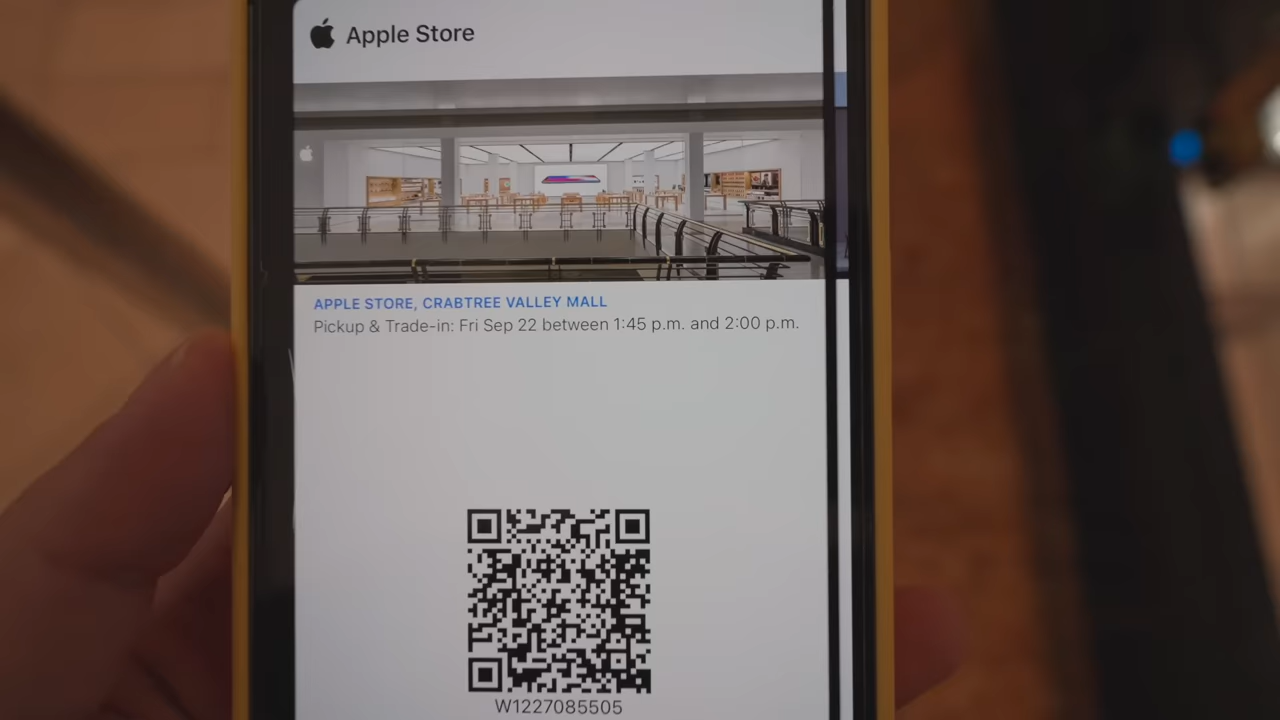 Apple Store
APPLE STORE, CRABTREE VALLEY MALL
Pickup & Trade-in: Fri Sep 22 between 1:45 p.m. and 2:00 p.m.
W1227085505